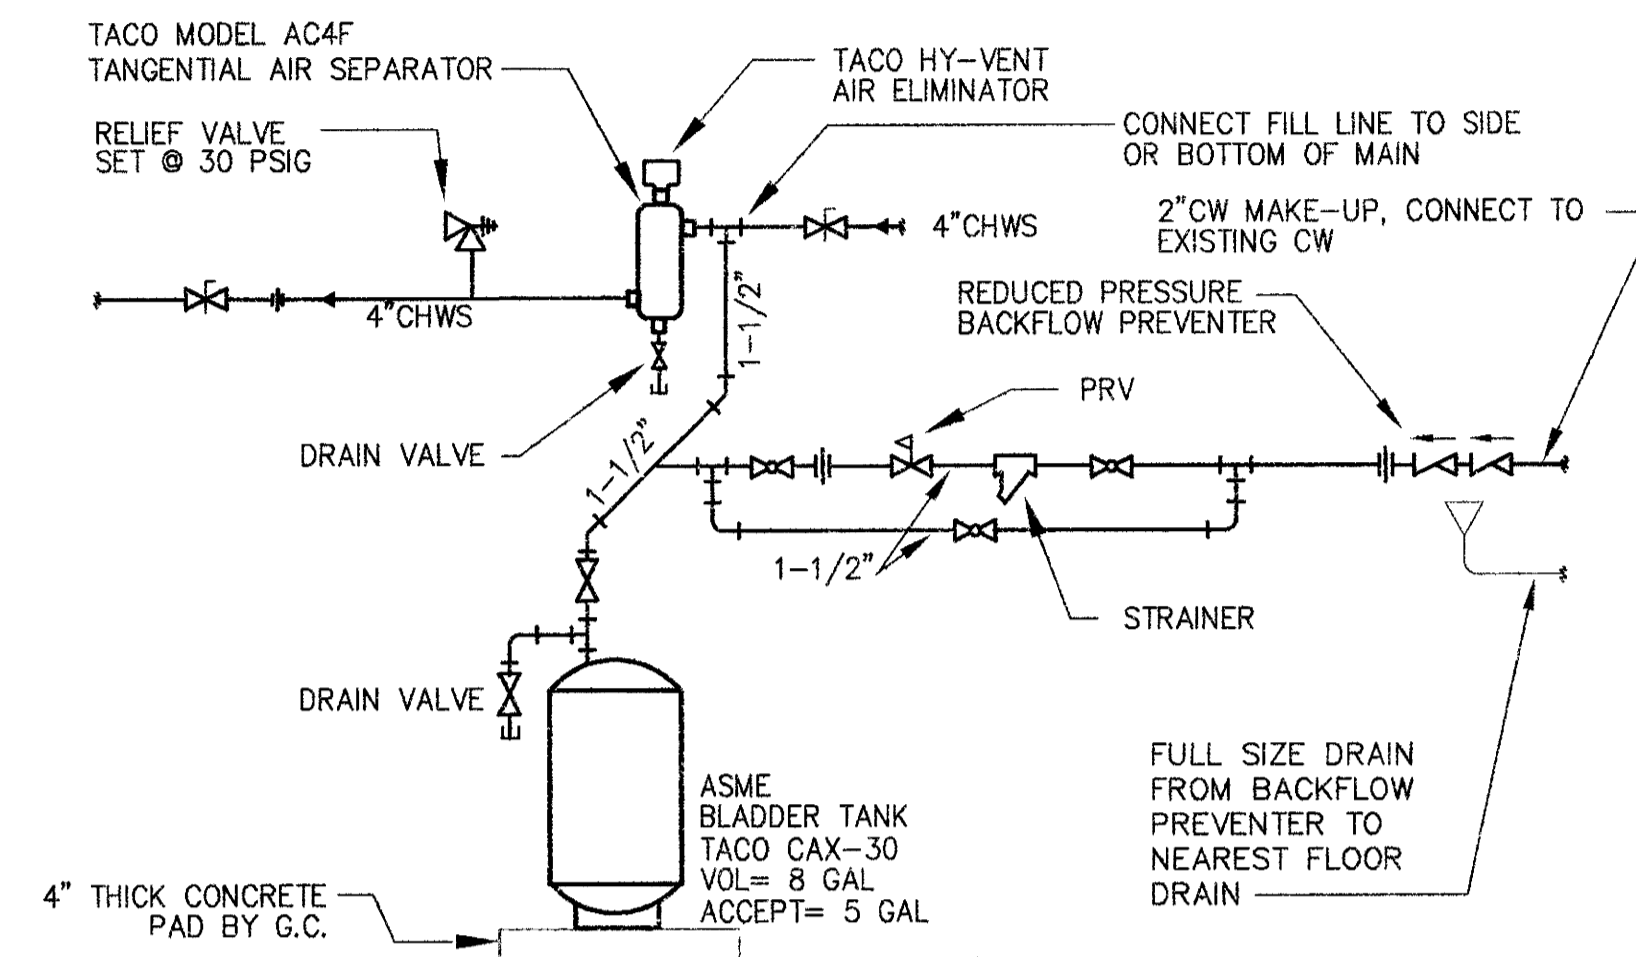 TACO MODEL AC4F
TANGENTIAL AIR SEPARATOR
TACO HY-VENT
AIR ELIMINATOR
RELIEF VALVE
SET @ 30 PSIG
CONNECT FILL LINE TO SIDE
OR BOTTOM OF MAIN
4"CHWS
2"CW MAKE-UP, CONNECT TO
EXISTING CW
4"CHWS
1-1/2"
REDUCED PRESSURE
BACKFLOW PREVENTER
PRV
DRAIN VALVE
1-1/2"
1-1/2"
STRAINER
DRAIN VALVE
ASME
BLADDER TANK
TACO CAX-30
VOL= 8 GAL
ACCEPT= 5 GAL
FULL SIZE DRAIN
FROM BACKFLOW
PREVENTER TO
NEAREST FLOOR
DRAIN
4" THICK CONCRETE
PAD BY G.C.